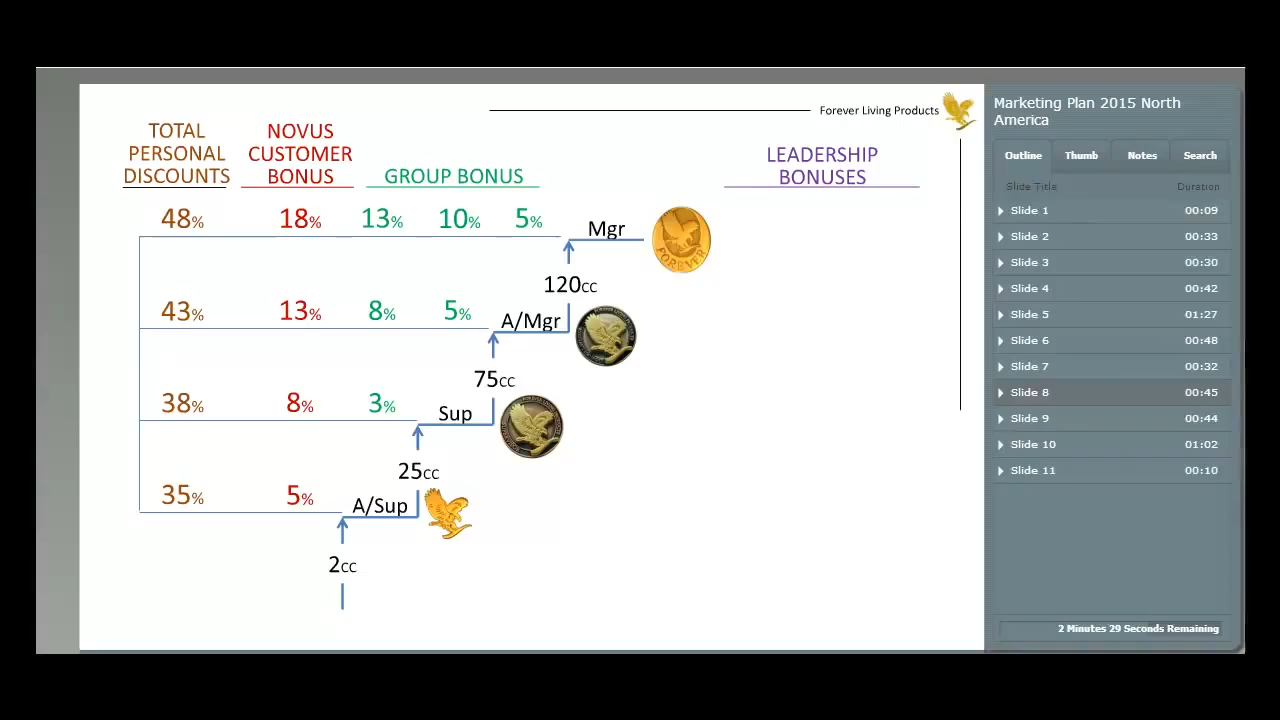 Forever Living Products
TOTAL
PERSONAL
DISCOUNTS
NOVUS
CUSTOMER
BONUS
GROUP BONUS
LEADERSHIP
BONUSES
48% 18% 13% 10% 5% Mgr
FOREVER
120CC
43% 13% 8% 5% A/Mgr
75CC
38% 8% 3% Sup
25CC
35% 5% A/Sup
2CC
Marketing Plan 2015 North
America
Outline Thumb Notes Search
Slide Title Duration
Slide 1 00:09
Slide 2 00:33
Slide 3 00:30
Slide 4 00:42
Slide 5 01:27
Slide 6 00:48
Slide 7 00:32
Slide 8 00:45
Slide 9 00:44
Slide 10 01:02
Slide 11 00:10
2 Minutes 29 Seconds Remaining